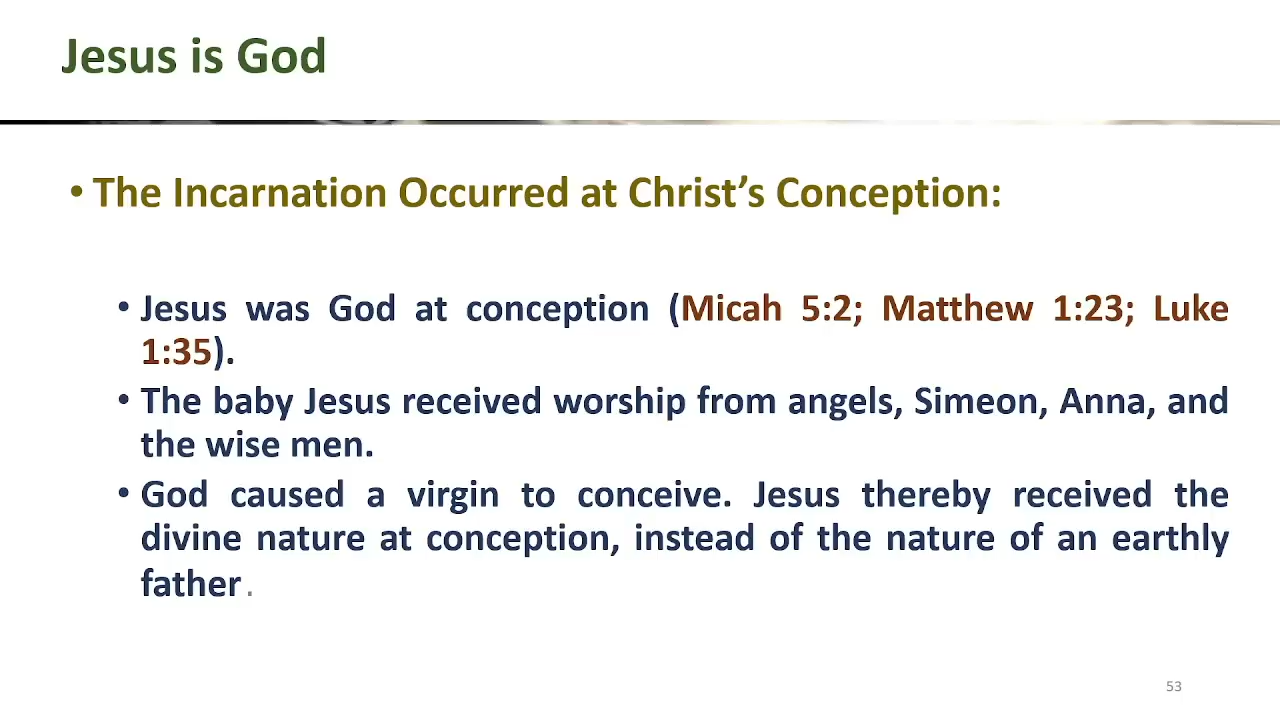 Jesus is God
• The Incarnation Occurred at Christ’s Conception:
• Jesus was God at conception (Micah 5:2; Matthew 1:23; Luke
1:35).
• The baby Jesus received worship from angels, Simeon, Anna, and
the wise men.
• God caused a virgin to conceive. Jesus thereby received the
divine nature at conception, instead of the nature of an earthly
father.
53